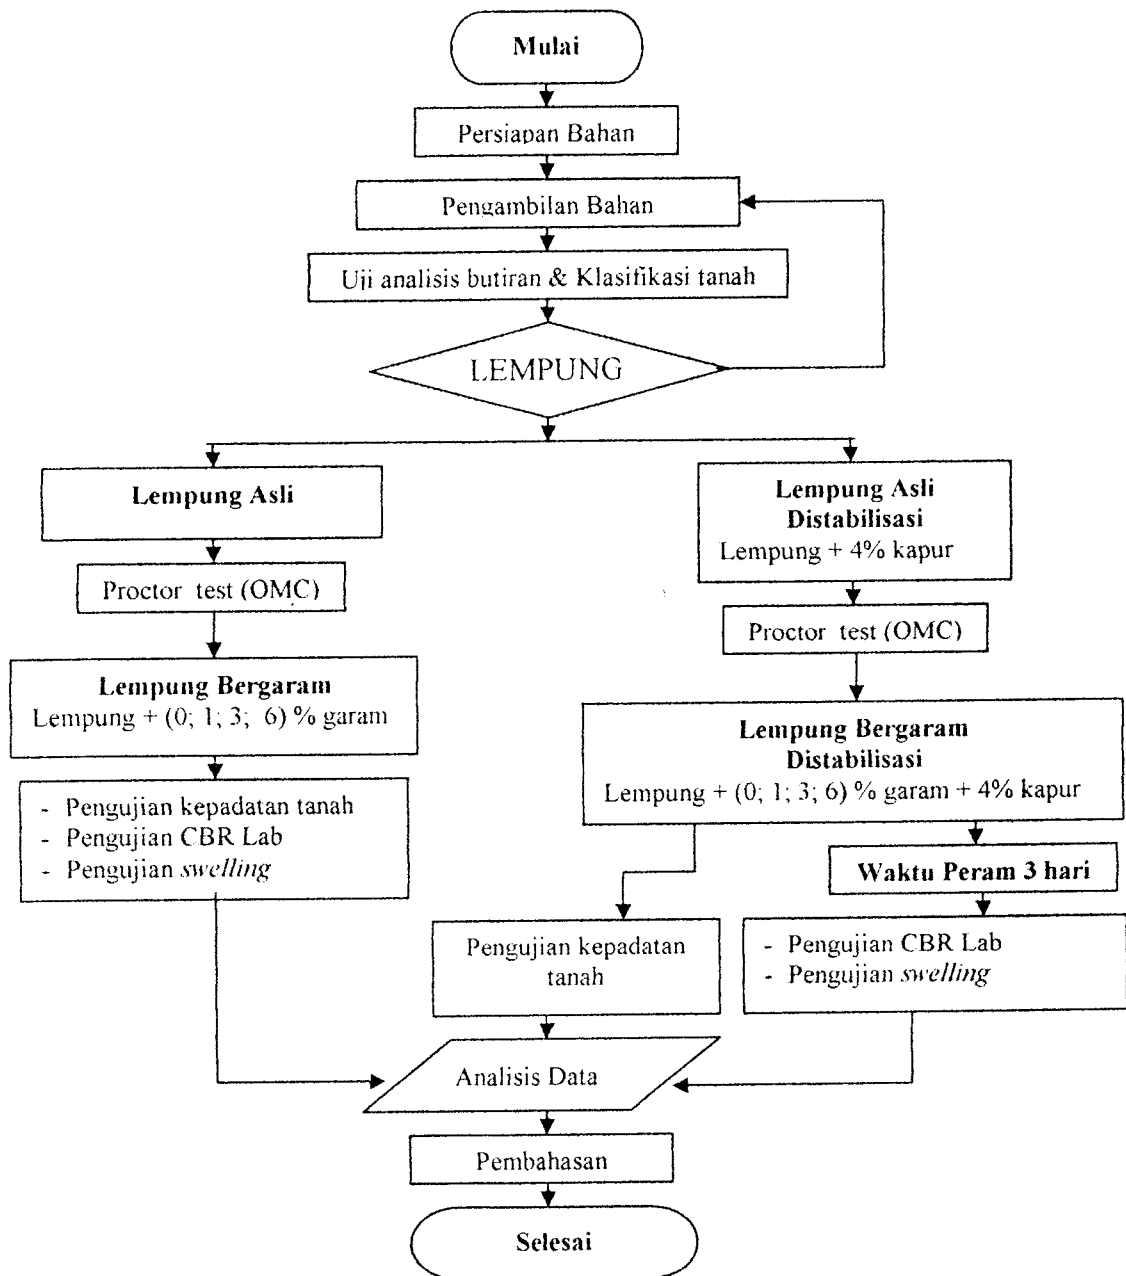 Mulai
Persiapan Bahan
Pengambilan Bahan
Uji analisis butiran & Klasifikasi tanah
LEMPUNG
Lempung Asli
Proctor test (OMC)
Lempung Bergaram
Lempung + (0; 1; 3; 6) % garam
- Pengujian kepadatan tanah
- Pengujian CBR Lab
- Pengujian swelling
Lempung Asli
Distabilisasi
Lempung + 4% kapur
Proctor test (OMC)
Lempung Bergaram
Distabilisasi
Lempung + (0; 1; 3; 6) % garam + 4% kapur
Waktu Peram 3 hari
Pengujian kepadatan
tanah
- Pengujian CBR Lab
- Pengujian swelling
Analisis Data
Pembahasan
Selesai